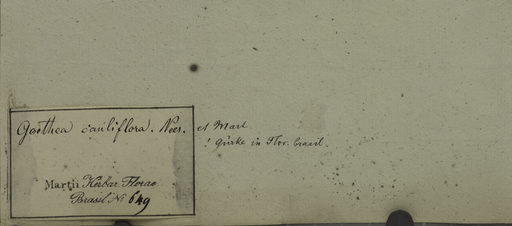 Goethea cauliflora. Nees. et Mart
! Gürke in Flor. brasil.
Martii Herbar. Florae
Brasil. No 649